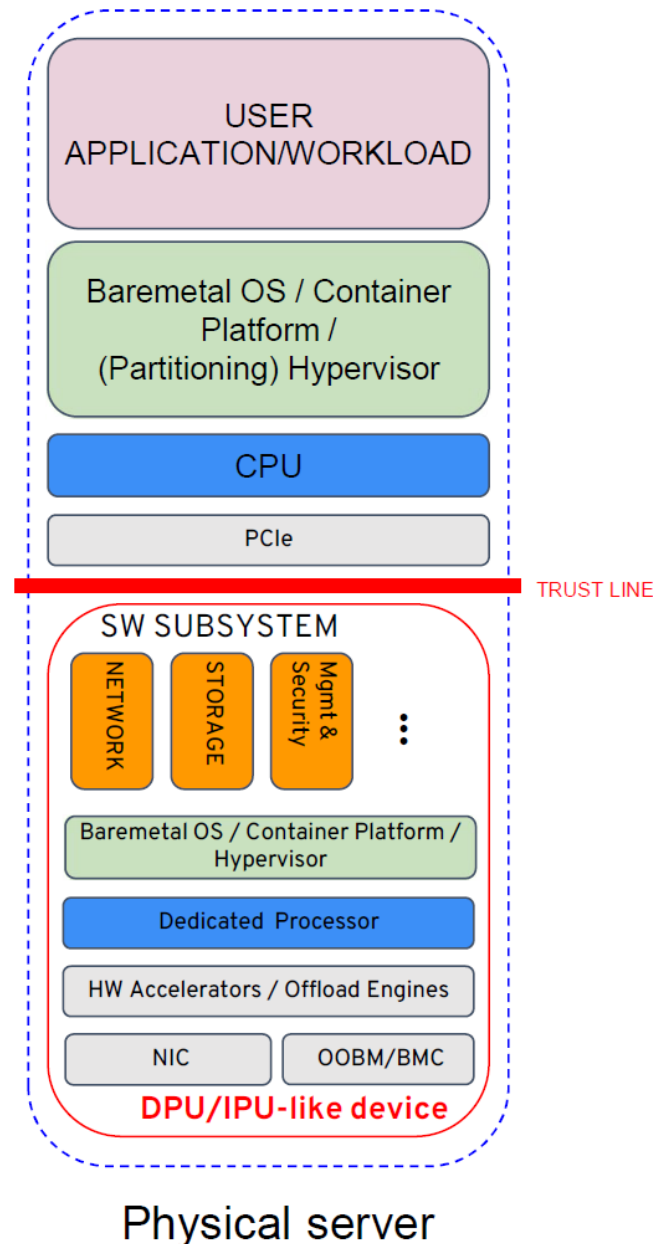 USER
APPLICATION/WORKLOAD
Baremetal OS / Container
Platform /
(Partitioning) Hypervisor
CPU
PCIe
TRUST LINE
SW SUBSYSTEM
NETWORK
STORAGE
Mgmt &
Security
...
Baremetal OS / Container Platform /
Hypervisor
Dedicated Processor
HW Accelerators / Offload Engines
NIC
OOBM/BMC
DPU/IPU-like device
Physical server